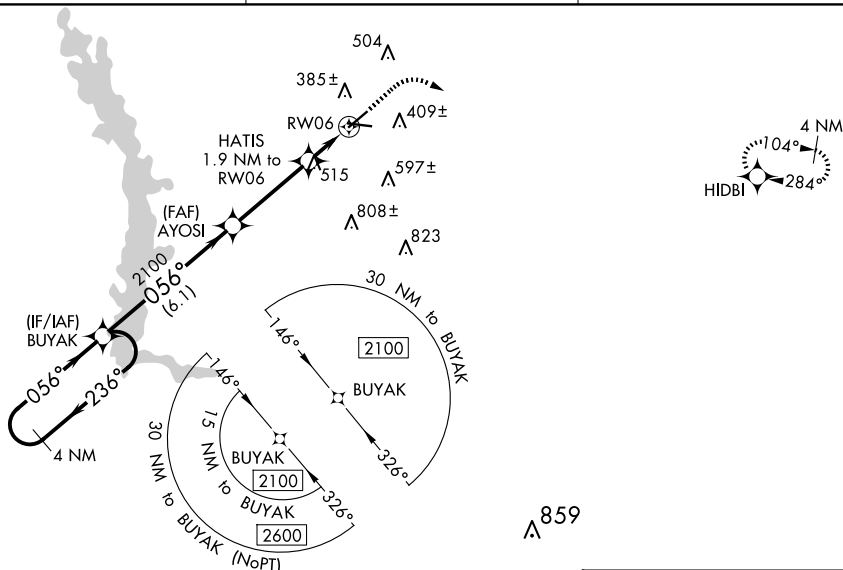 504
385±
RW06
409±
HATIS
1.9 NM to
RW06
515
597±
4 NM
104°
284°
HIDBI
(FAF)
AYOSI
808±
823
2100
056°
(6.1)
(IF/IAF)
BUYAK
056°
236°
4 NM
30 NM to BUYAK
146°
2100
BUYAK
326°
146°
BUYAK
2100
15 NM to BUYAK
326°
2600
30 NM to BUYAK (NoPT)
859